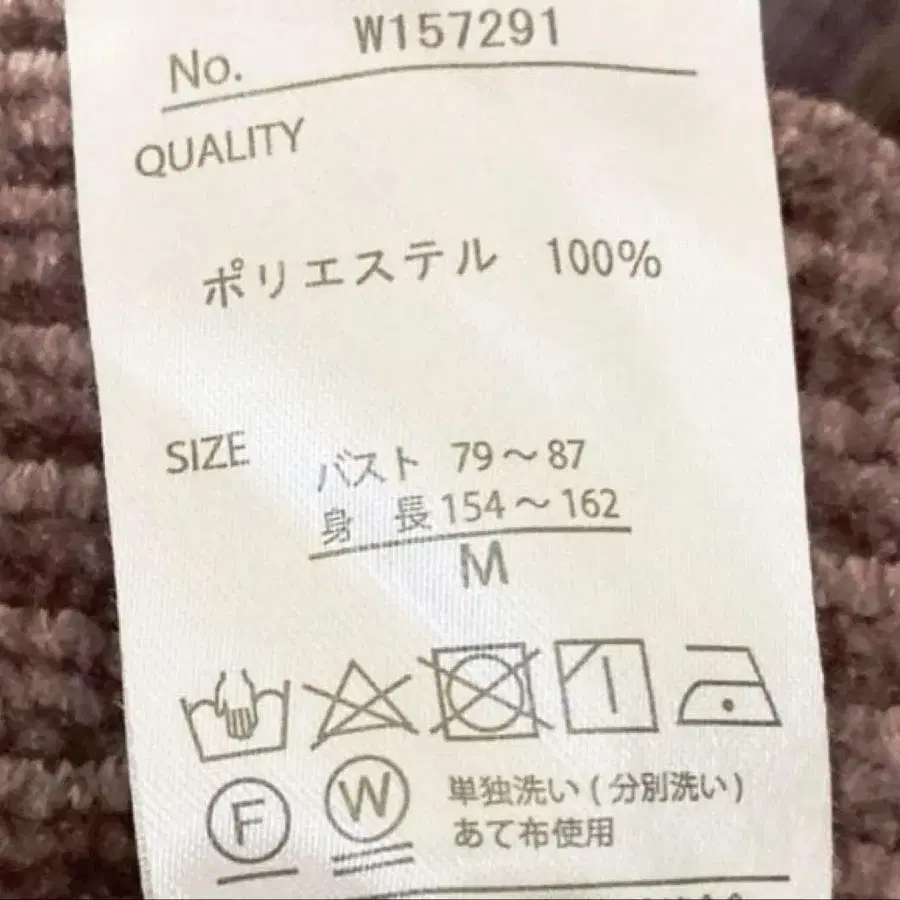 No. W157291
QUALITY
ポリエステル 100%
SIZE
バスト 79～87
身 長 154～162
M
F
W
単独洗い(分別洗い)
あて布使用